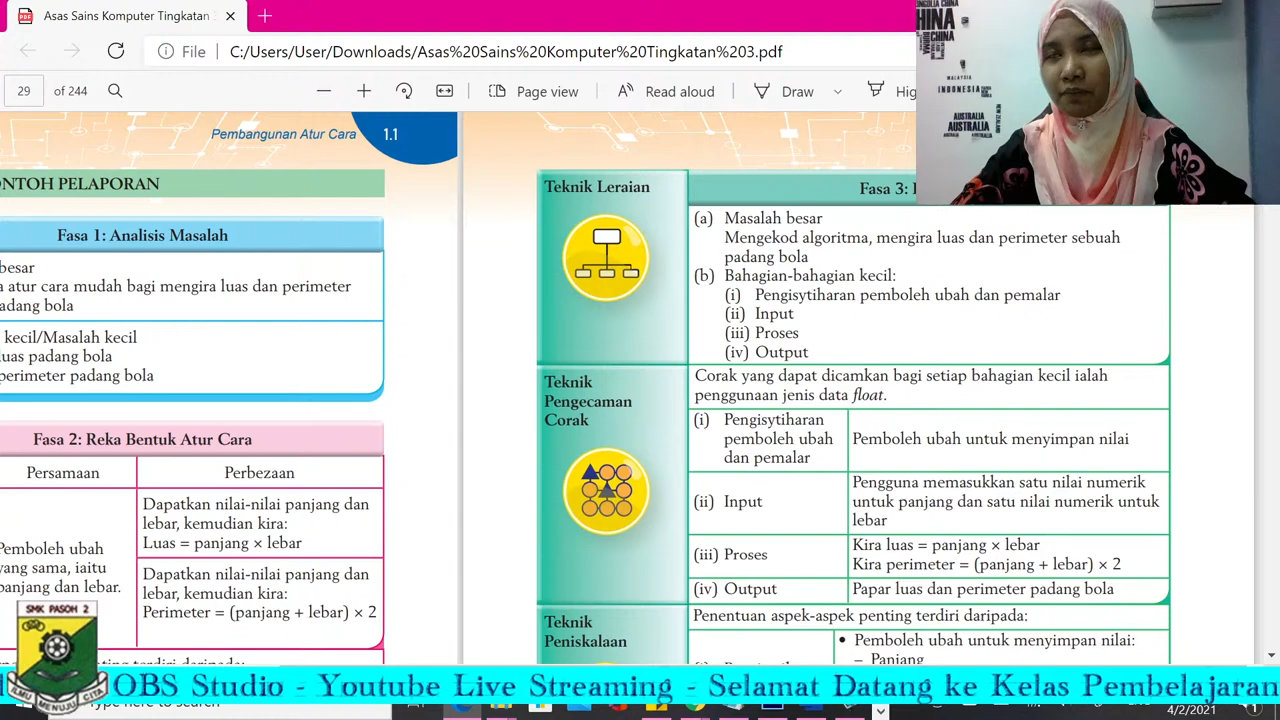 Asas Sains Komputer Tingkatan
File
C:/Users/User/Downloads/Asas%20Sains%20Komputer%20Tingkatan%203.pdf
29 of 244
Page view
Read aloud
Draw
Pembangunan Atur Cara 1.1
ONTOH PELAPORAN
Fasa 1: Analisis Masalah
besar
a atur cara mudah bagi mengira luas dan perimeter
adang bola
kecil/Masalah kecil
luas padang bola
perimeter padang bola
Fasa 2: Reka Bentuk Atur Cara
Persamaan
Perbezaan
Pemboleh ubah
yang sama, iaitu
panjang dan lebar.
Dapatkan nilai-nilai panjang dan
lebar, kemudian kira:
Luas = panjang × lebar
Dapatkan nilai-nilai panjang dan
lebar, kemudian kira:
Perimeter = (panjang + lebar) × 2
Teknik Leraian
Fasa 3:
(a) Masalah besar
Mengekod algoritma, mengira luas dan perimeter sebuah
padang bola
(b) Bahagian-bahagian kecil:
(i) Pengisytiharan pemboleh ubah dan pemalar
(ii) Input
(iii) Proses
(iv) Output
Teknik
Pengecaman
Corak
Corak yang dapat dicamkan bagi setiap bahagian kecil ialah
penggunaan jenis data float.
(i) Pengisytiharan
pemboleh ubah
dan pemalar
Pemboleh ubah untuk menyimpan nilai
(ii) Input
Pengguna memasukkan satu nilai numerik
untuk panjang dan satu nilai numerik untuk
lebar
(iii) Proses
Kira luas = panjang × lebar
Kira perimeter = (panjang + lebar) × 2
(iv) Output
Papar luas dan perimeter padang bola
Teknik
Peniskalaan
Penentuan aspek-aspek penting terdiri daripada:
• Pemboleh ubah untuk menyimpan nilai:
– Panjang
MALAYSIA
INDONESIA
AUSTRALIA
AUSTRALIA
SMK PASOH 2
ILMU MENUJU CITA
OBS Studio - Youtube Live Streaming - Selamat Datang ke Kelas Pembelajaran
4/2/2021